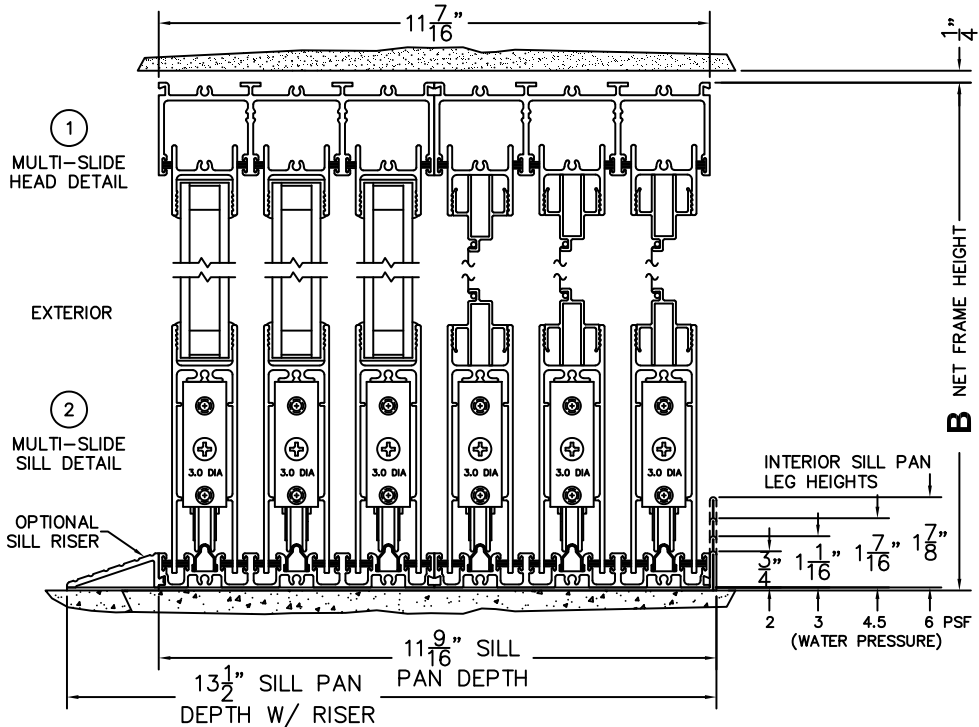 11 7/16"
1/4"
1
MULTI-SLIDE
HEAD DETAIL
EXTERIOR
B NET FRAME HEIGHT
2
MULTI-SLIDE
SILL DETAIL
3.0 DIA 3.0 DIA 3.0 DIA 3.0 DIA 3.0 DIA 3.0 DIA
INTERIOR SILL PAN
LEG HEIGHTS
OPTIONAL
SILL RISER
3/4" 1 1/16" 1 7/16" 1 7/8"
2 3 4.5 6 PSF
(WATER PRESSURE)
11 9/16" SILL
PAN DEPTH
13 1/2" SILL PAN
DEPTH W/ RISER